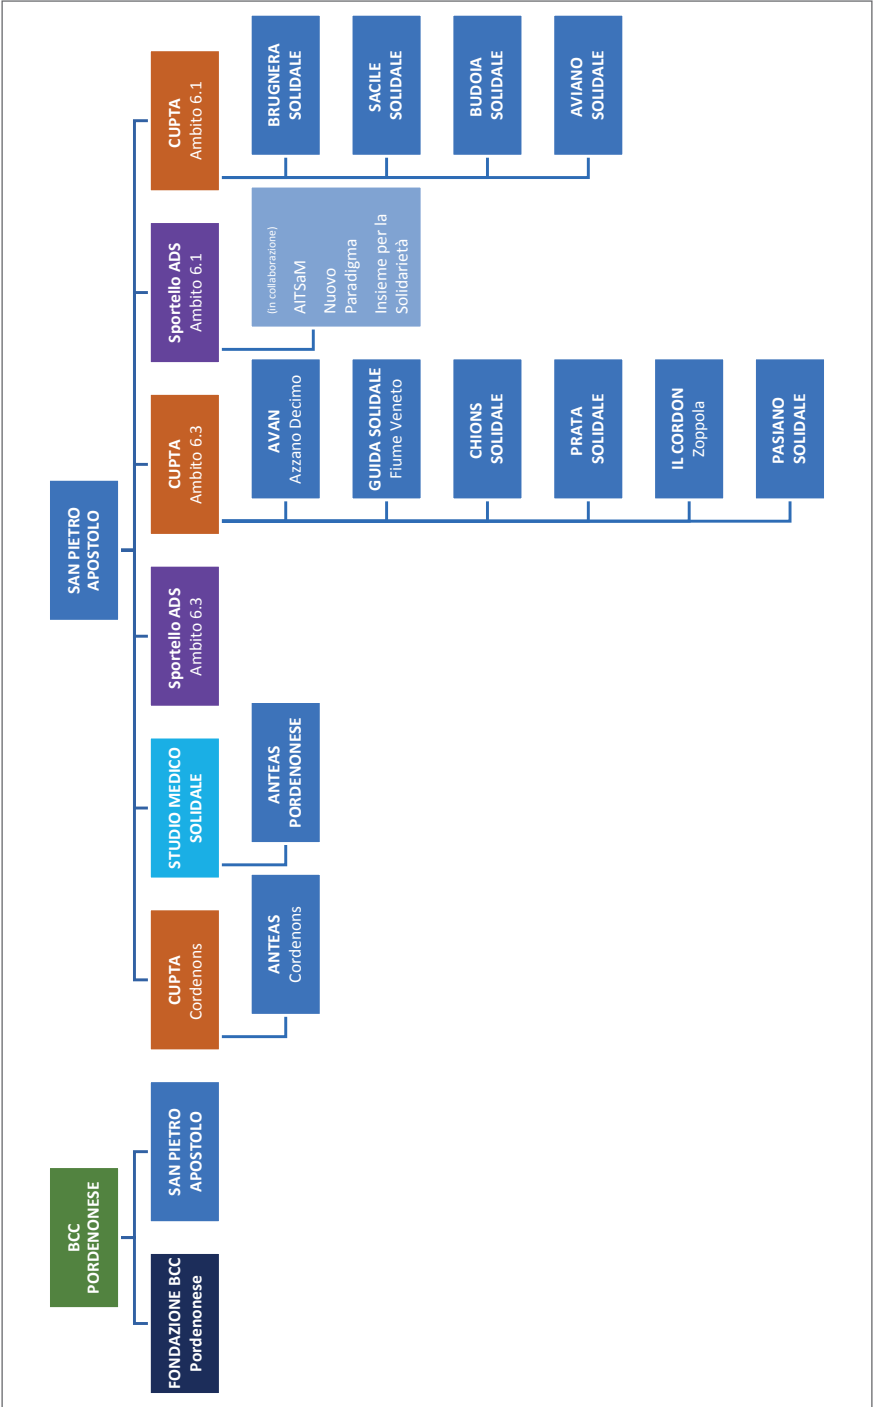 BCC
PORDENONESE
FONDAZIONE BCC
Pordenonese
SAN PIETRO
APOSTOLO
SAN PIETRO
APOSTOLO
CUPTA
Cordenons
ANTEAS
Cordenons
STUDIO MEDICO
SOLIDALE
ANTEAS
PORDENONESE
Sportello ADS
Ambito 6.3
CUPTA
Ambito 6.3
AVAN
Azzano Decimo
GUIDA SOLIDALE
Fiume Veneto
CHIONS
SOLIDALE
PRATA
SOLIDALE
IL CORDON
Zoppola
PASIANO
SOLIDALE
Sportello ADS
Ambito 6.1
(in collaborazione)
AITSaM
Nuovo
Paradigma
Insieme per la
Solidarietà
CUPTA
Ambito 6.1
BRUGNERA
SOLIDALE
SACILE
SOLIDALE
BUDOIA
SOLIDALE
AVIANO
SOLIDALE